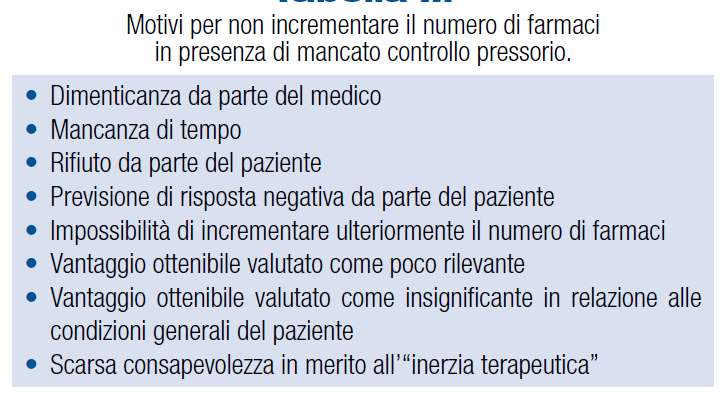 Motivi per non incrementare il numero di farmaci
in presenza di mancato controllo pressorio.
• Dimenticanza da parte del medico
• Mancanza di tempo
• Rifiuto da parte del paziente
• Previsione di risposta negativa da parte del paziente
• Impossibilità di incrementare ulteriormente il numero di farmaci
• Vantaggio ottenibile valutato come poco rilevante
• Vantaggio ottenibile valutato come insignificante in relazione alle
condizioni generali del paziente
• Scarsa consapevolezza in merito all’“inerzia terapeutica”